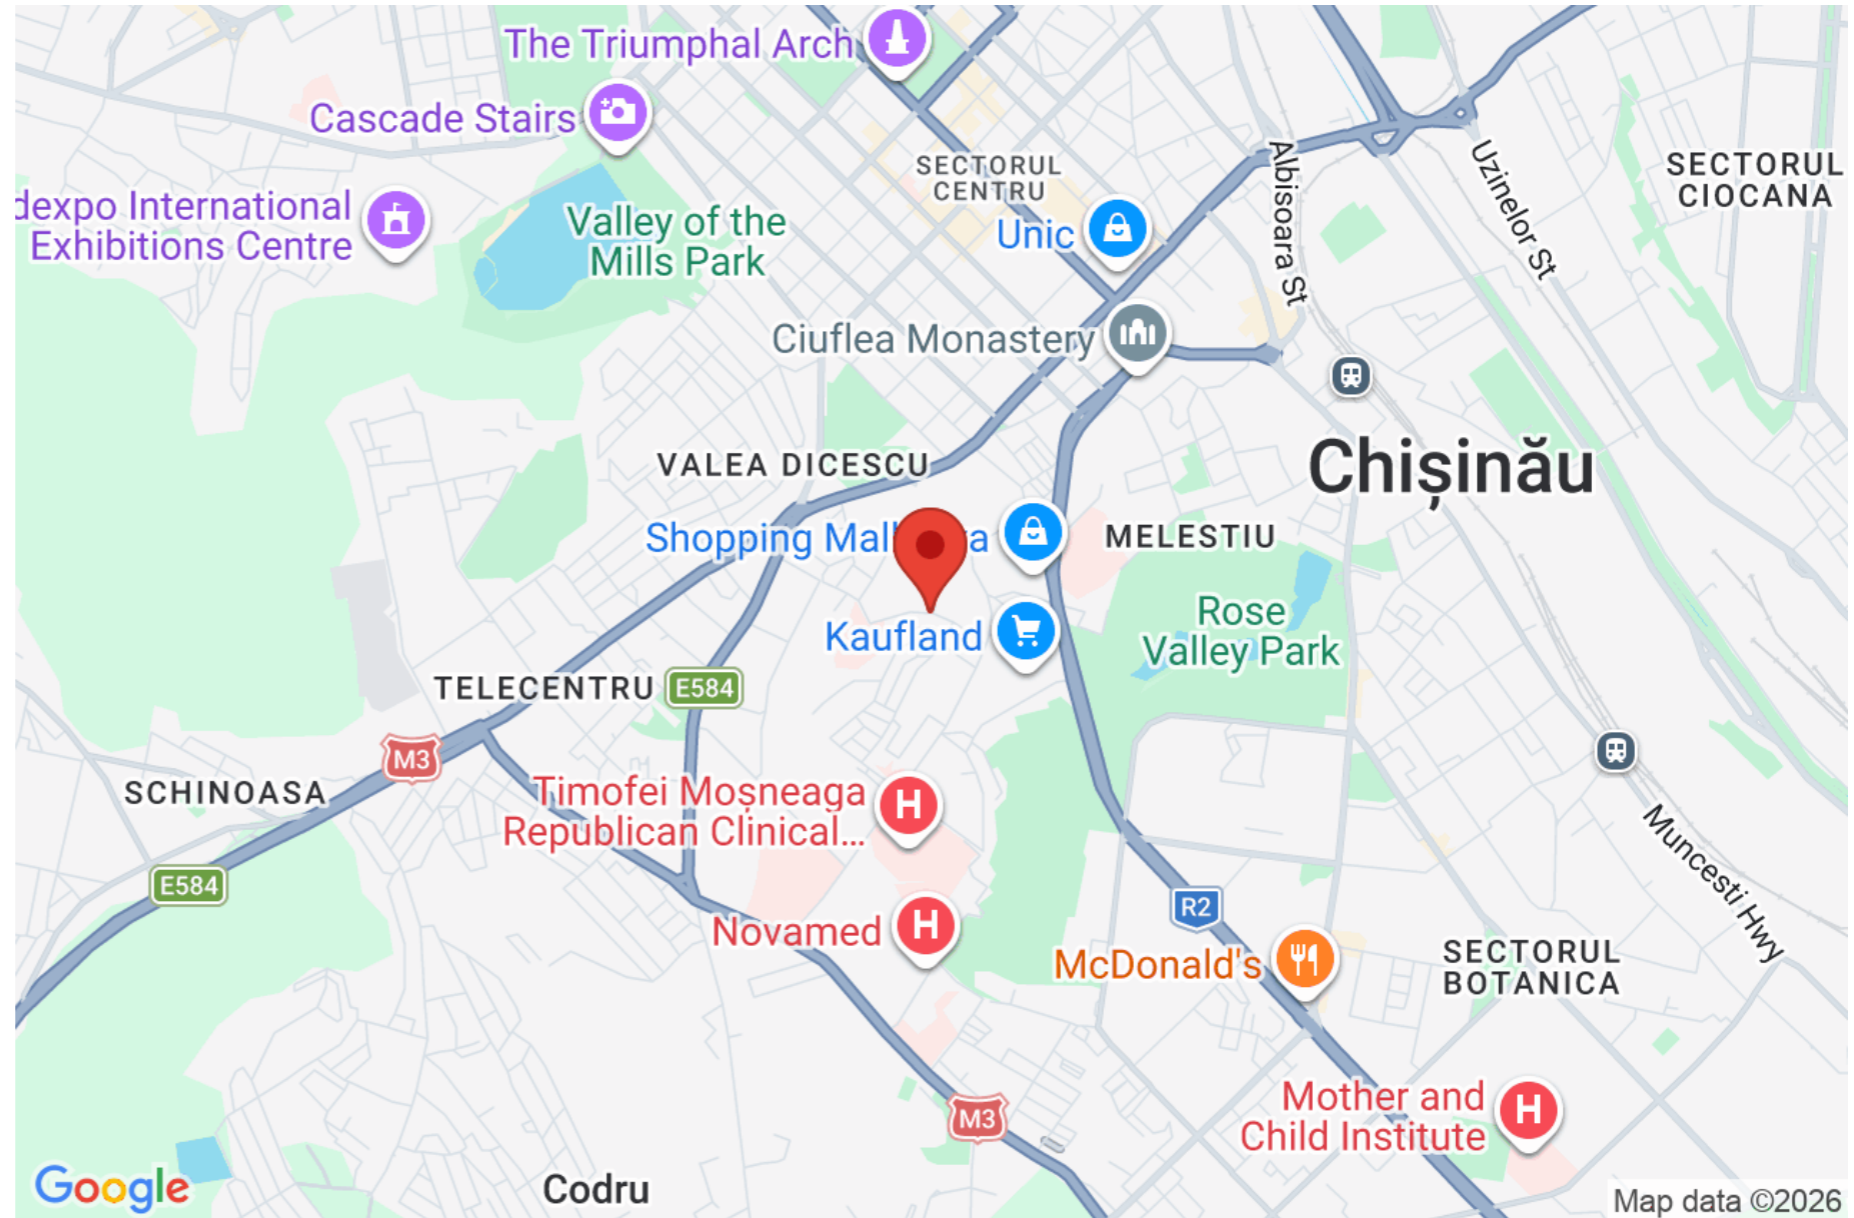 The Triumphal Arch
Cascade Stairs
SECTORUL
CENTRU
Albisoara St
Uzinelor St
SECTORUL
CIOCANA
dexpo International
Exhibitions Centre
Valley of the
Mills Park
Unic
Ciuflea Monastery
Chișinău
VALEA DICESCU
Shopping Mall
MELESTIU
Rose
Valley Park
Kaufland
TELECENTRU
E584
M3
SCHINOASA
Timofei Moșneaga
Republican Clinical...
E584
Novamed
R2
McDonald's
Muncesti Hwy
SECTORUL
BOTANICA
M3
Mother and
Child Institute
Codru
Google
Map data ©2026